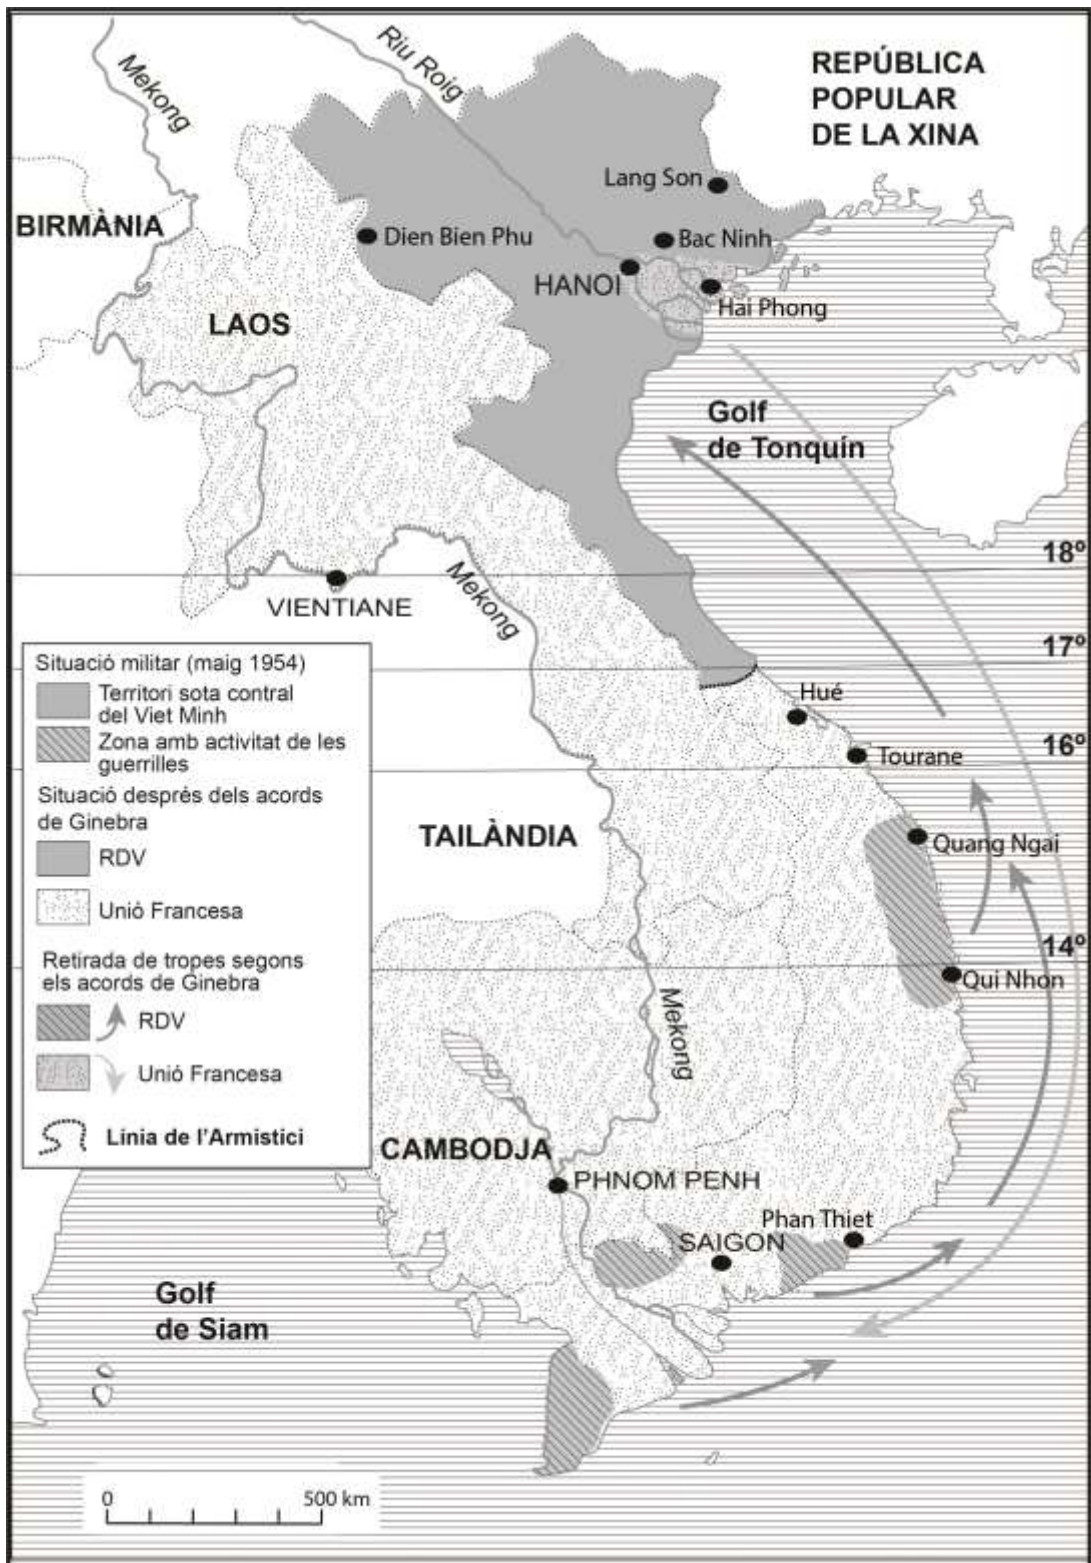 Mekong
Riu Roig
REPÚBLICA
POPULAR
DE LA XINA
Lang Son
BIRMÀNIA
Dien Bien Phu
Bac Ninh
HANOI
Hai Phong
LAOS
Golf
de Tonquín
18º
Mekong
VIENTIANE
17º
Situació militar (maig 1954)
Territori sota contral
del Viet Minh
Zona amb activitat de les
guerrilles
Situació després dels acords
de Ginebra
RDV
Unió Francesa
Retirada de tropes segons
els acords de Ginebra
RDV
Unió Francesa
Linia de l'Armistici
Hué
16º
Tourane
TAILÀNDIA
Quang Ngai
14º
Qui Nhon
Mekong
CAMBODJA
PHNOM PENH
Phan Thiet
SAIGON
Golf
de Siam
0 500 km